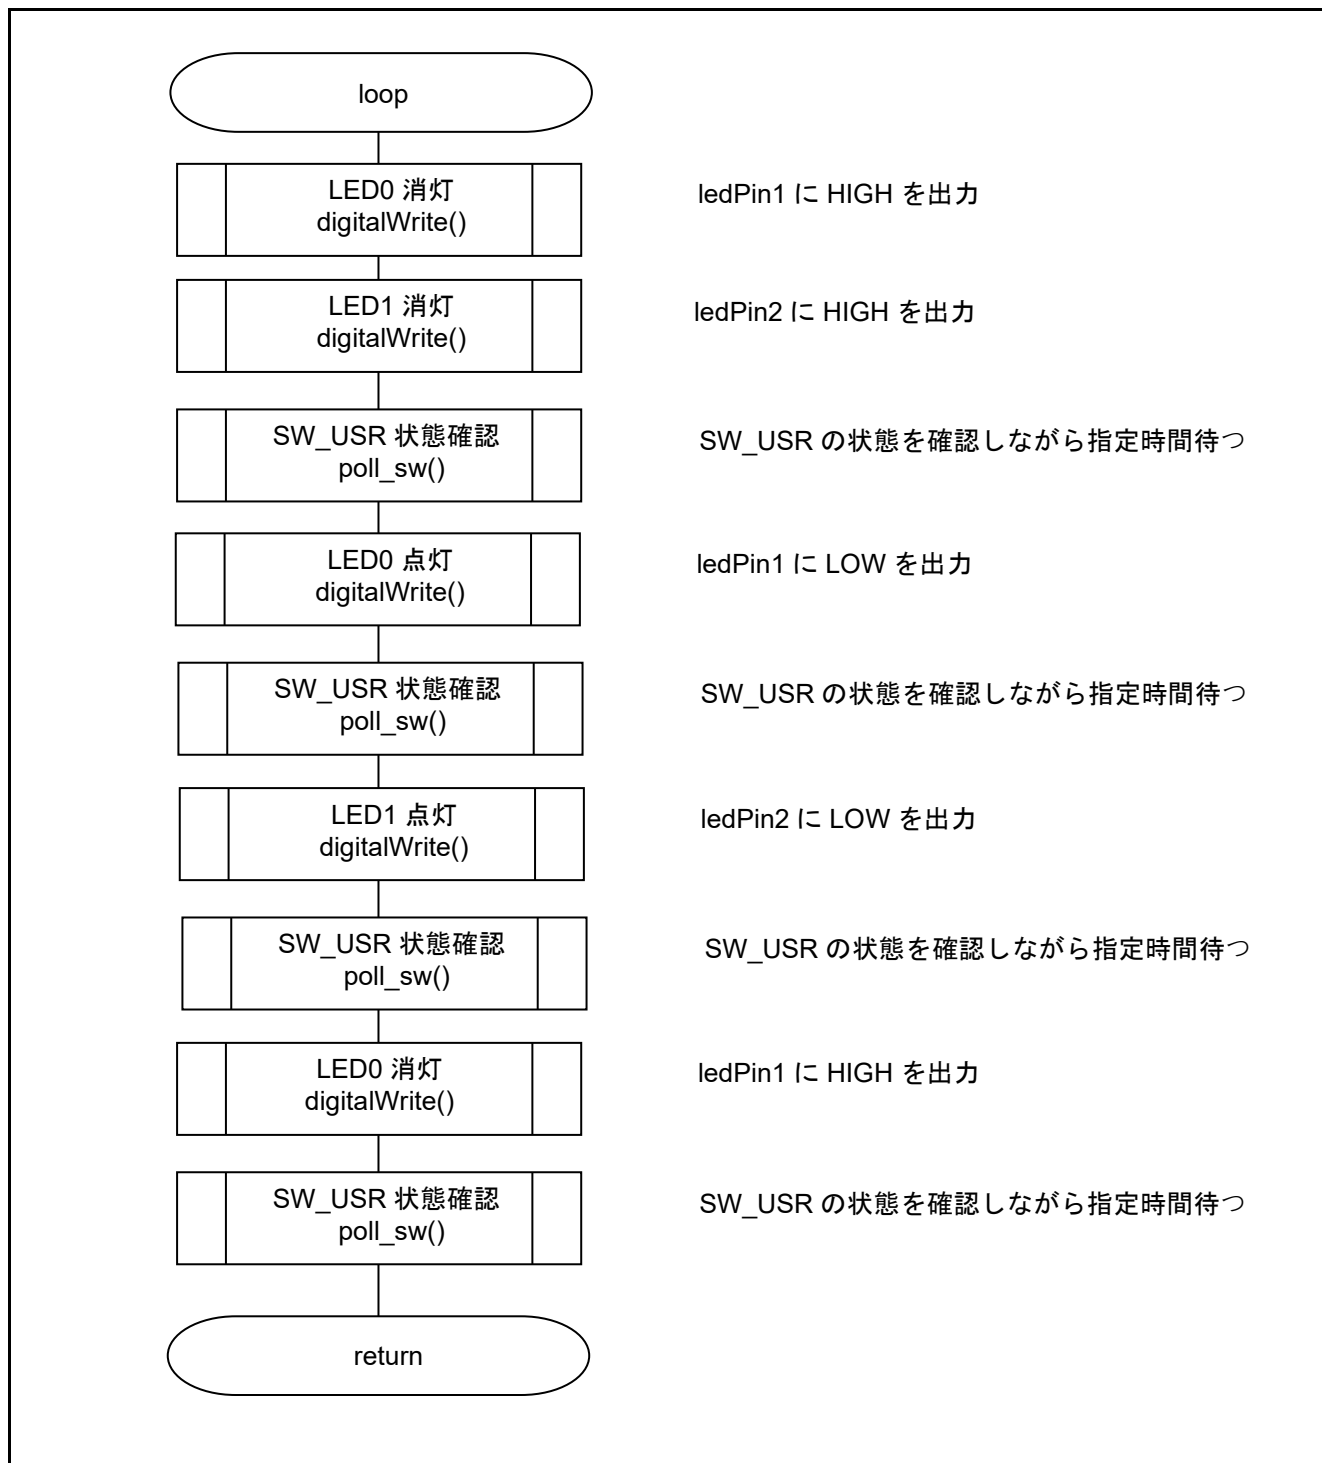 loop
LED0 消灯
digitalWrite()
ledPin1 に HIGH を出力
LED1 消灯
digitalWrite()
ledPin2 に HIGH を出力
SW_USR 状態確認
poll_sw()
SW_USR の状態を確認しながら指定時間待つ
LED0 点灯
digitalWrite()
ledPin1 に LOW を出力
SW_USR 状態確認
poll_sw()
SW_USR の状態を確認しながら指定時間待つ
LED1 点灯
digitalWrite()
ledPin2 に LOW を出力
SW_USR 状態確認
poll_sw()
SW_USR の状態を確認しながら指定時間待つ
LED0 消灯
digitalWrite()
ledPin1 に HIGH を出力
SW_USR 状態確認
poll_sw()
SW_USR の状態を確認しながら指定時間待つ
return